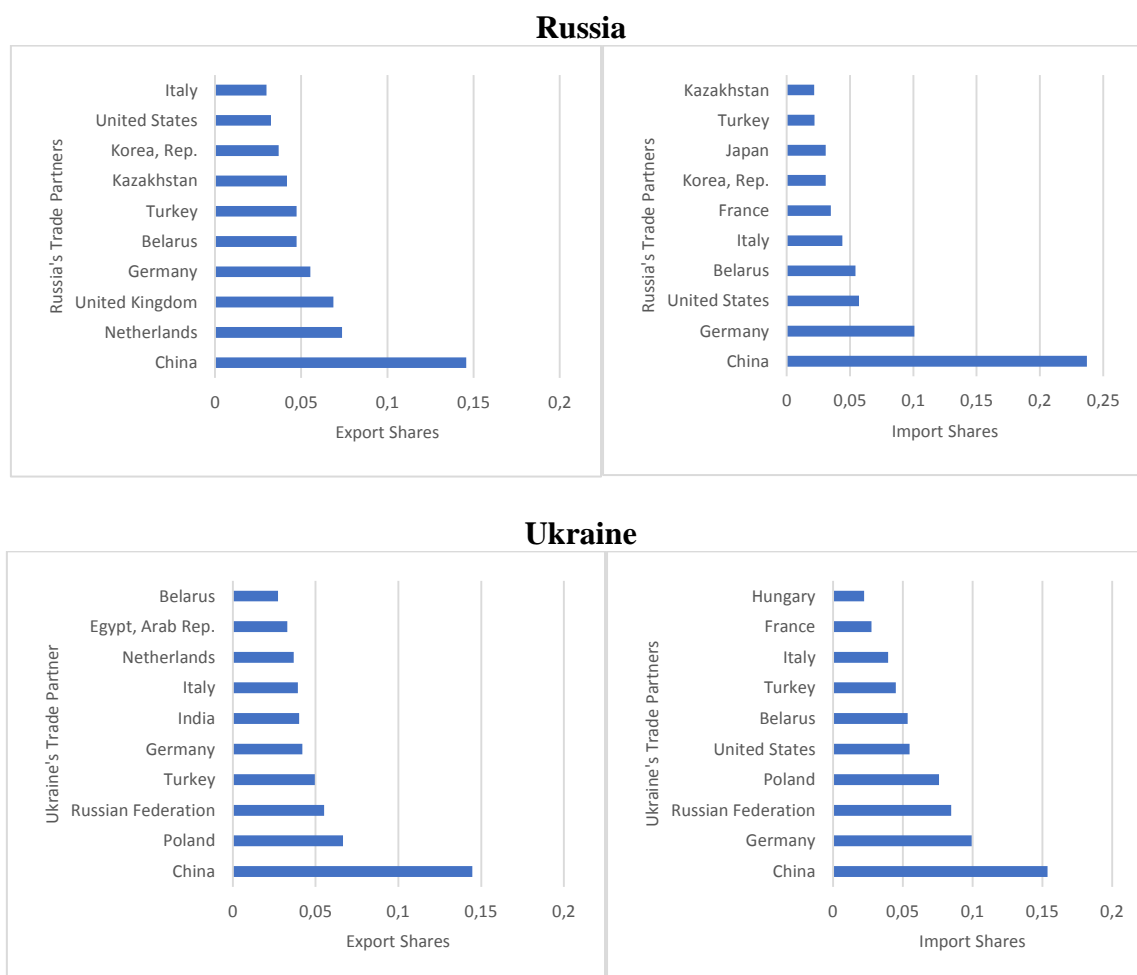 Russia
Russia's Trade Partners
Italy
United States
Korea, Rep.
Kazakhstan
Turkey
Belarus
Germany
United Kingdom
Netherlands
China
0 0,05 0,1 0,15 0,2
Export Shares
Russia's Trade Partners
Kazakhstan
Turkey
Japan
Korea, Rep.
France
Italy
Belarus
United States
Germany
China
0 0,05 0,1 0,15 0,2 0,25
Import Shares
Ukraine
Ukraine's Trade Partner
Belarus
Egypt, Arab Rep.
Netherlands
Italy
India
Germany
Turkey
Russian Federation
Poland
China
0 0,05 0,1 0,15 0,2
Export Shares
Ukraine's Trade Partners
Hungary
France
Italy
Turkey
Belarus
United States
Poland
Russian Federation
Germany
China
0 0,05 0,1 0,15 0,2
Import Shares